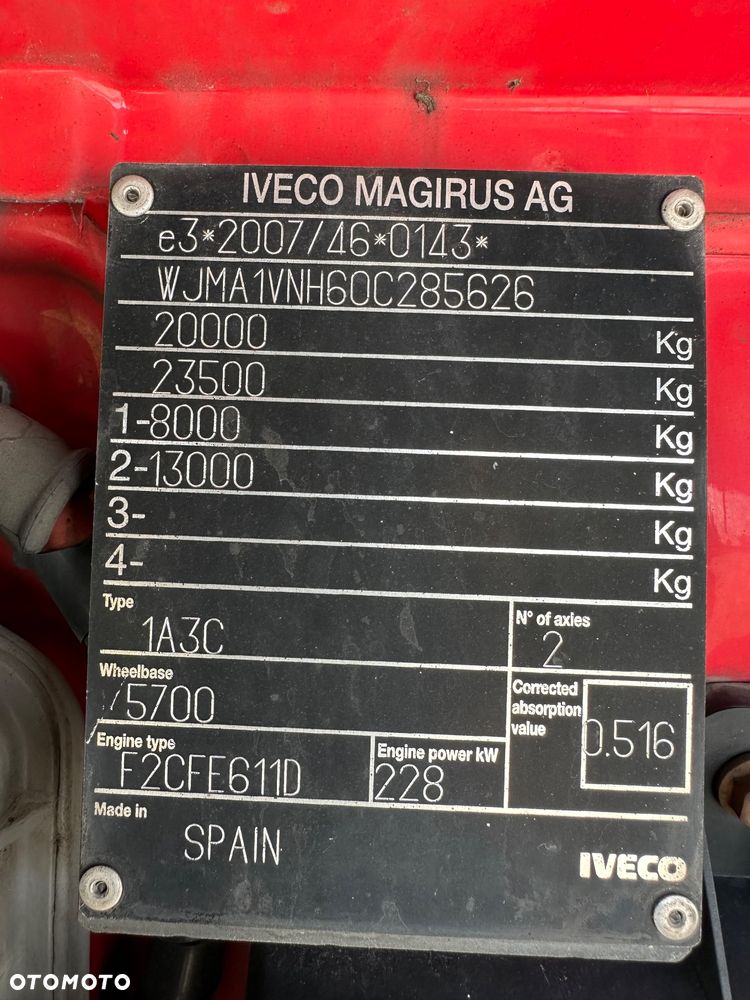 IVECO MAGIRUS AG
e3*2007/46*0143*
WJMA1VNH60C285626
20000 Kg
23500 Kg
1-8000 Kg
2-13000 Kg
3- Kg
4- Kg
Type
1A3C
N° of axies
2
Wheelbase
5700
Corrected
absorption
value
0.516
Engine type
F2CFE611D
Engine power kW
228
Made in
SPAIN
IVECO
OTOMOTO